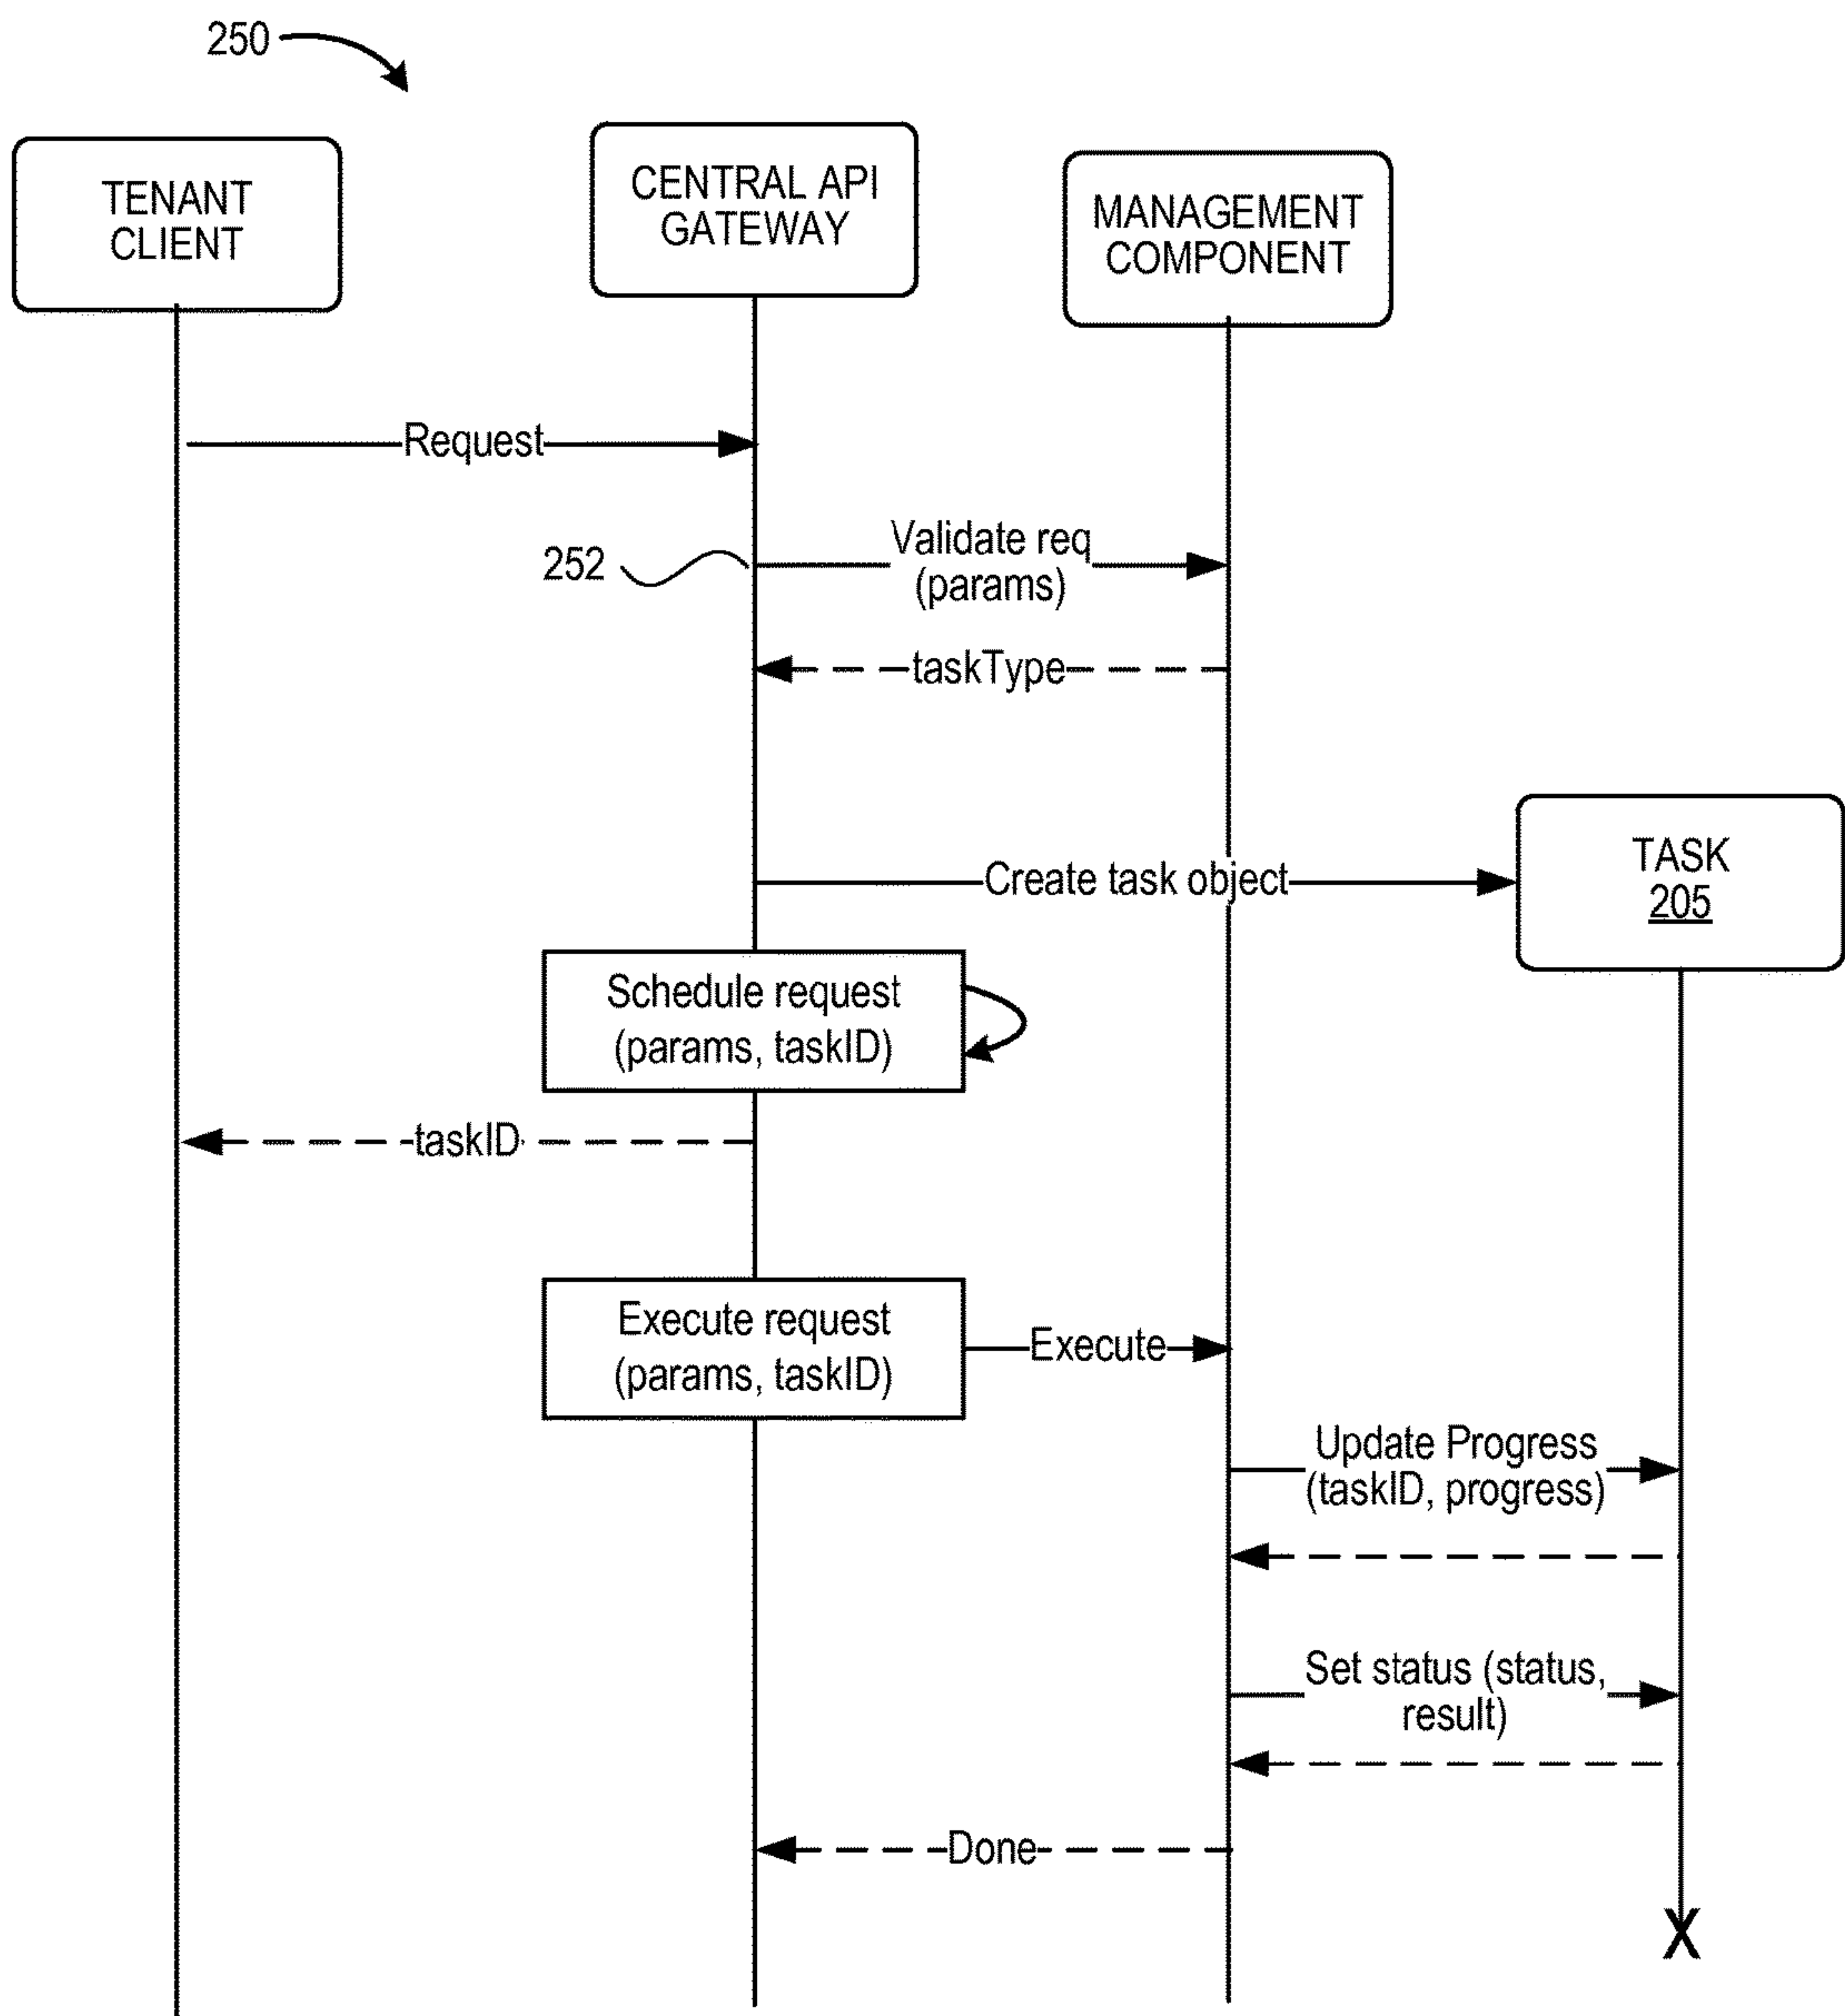 250
TENANT
CLIENT
CENTRAL API
GATEWAY
MANAGEMENT
COMPONENT
Request
252
Validate req
(params)
taskType
TASK
205
Create task object
Schedule request
(params, taskID)
taskID
Execute request
(params, taskID)
Execute
Update Progress
(taskID, progress)
Set status (status,
result)
Done
X